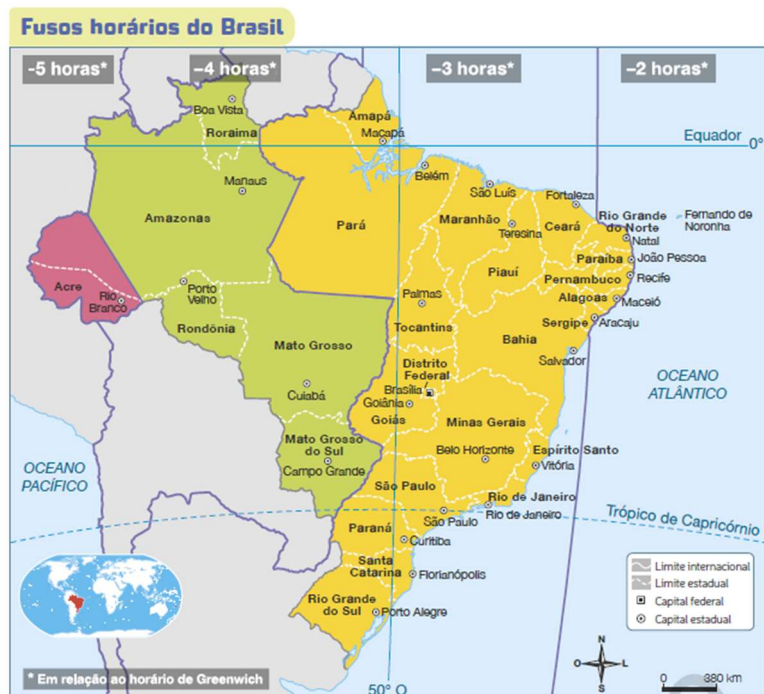 Fusos horários do Brasil
-5 horas*
–4 horas*
–3 horas*
–2 horas*
Boa Vista
Roraima
Amapá
Macapá
Equador
0°
Belém
São Luís
Fortaleza
Manaus
Amazonas
Pará
Maranhão
Teresina
Ceará
Rio Grande
do Norte
Natal
Fernando de
Noronha
Piauí
Paraíba
João Pessoa
Pernambuco
Recife
Acre
Rio
Branco
Porto
Velho
Rondônia
Palmas
Tocantins
Alagoas
Maceió
Sergipe
Aracaju
Bahia
Salvador
Mato Grosso
Cuiabá
Distrito
Federal
Brasília
Goiânia
Goiás
OCEANO
ATLÂNTICO
Minas Gerais
Belo Horizonte
Espírito Santo
Vitória
Mato Grosso
do Sul
Campo Grande
OCEANO
PACÍFICO
São Paulo
São Paulo
Rio de Janeiro
Rio de Janeiro
Trópico de Capricórnio
Paraná
Curitiba
Santa
Catarina
Florianópolis
Rio Grande
do Sul
Porto Alegre
Limite internacional
Limite estadual
Capital federal
Capital estadual
N
O
L
S
0
380 km
* Em relação ao horário de Greenwich
50° O